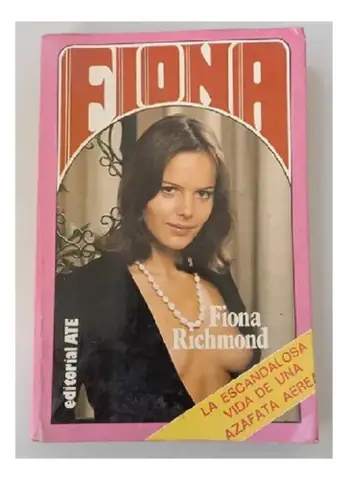 FIONA
Fiona
Richmond
editorial ATE
LA ESCANDALOSA
VIDA DE UNA
AZAFATA AEREA